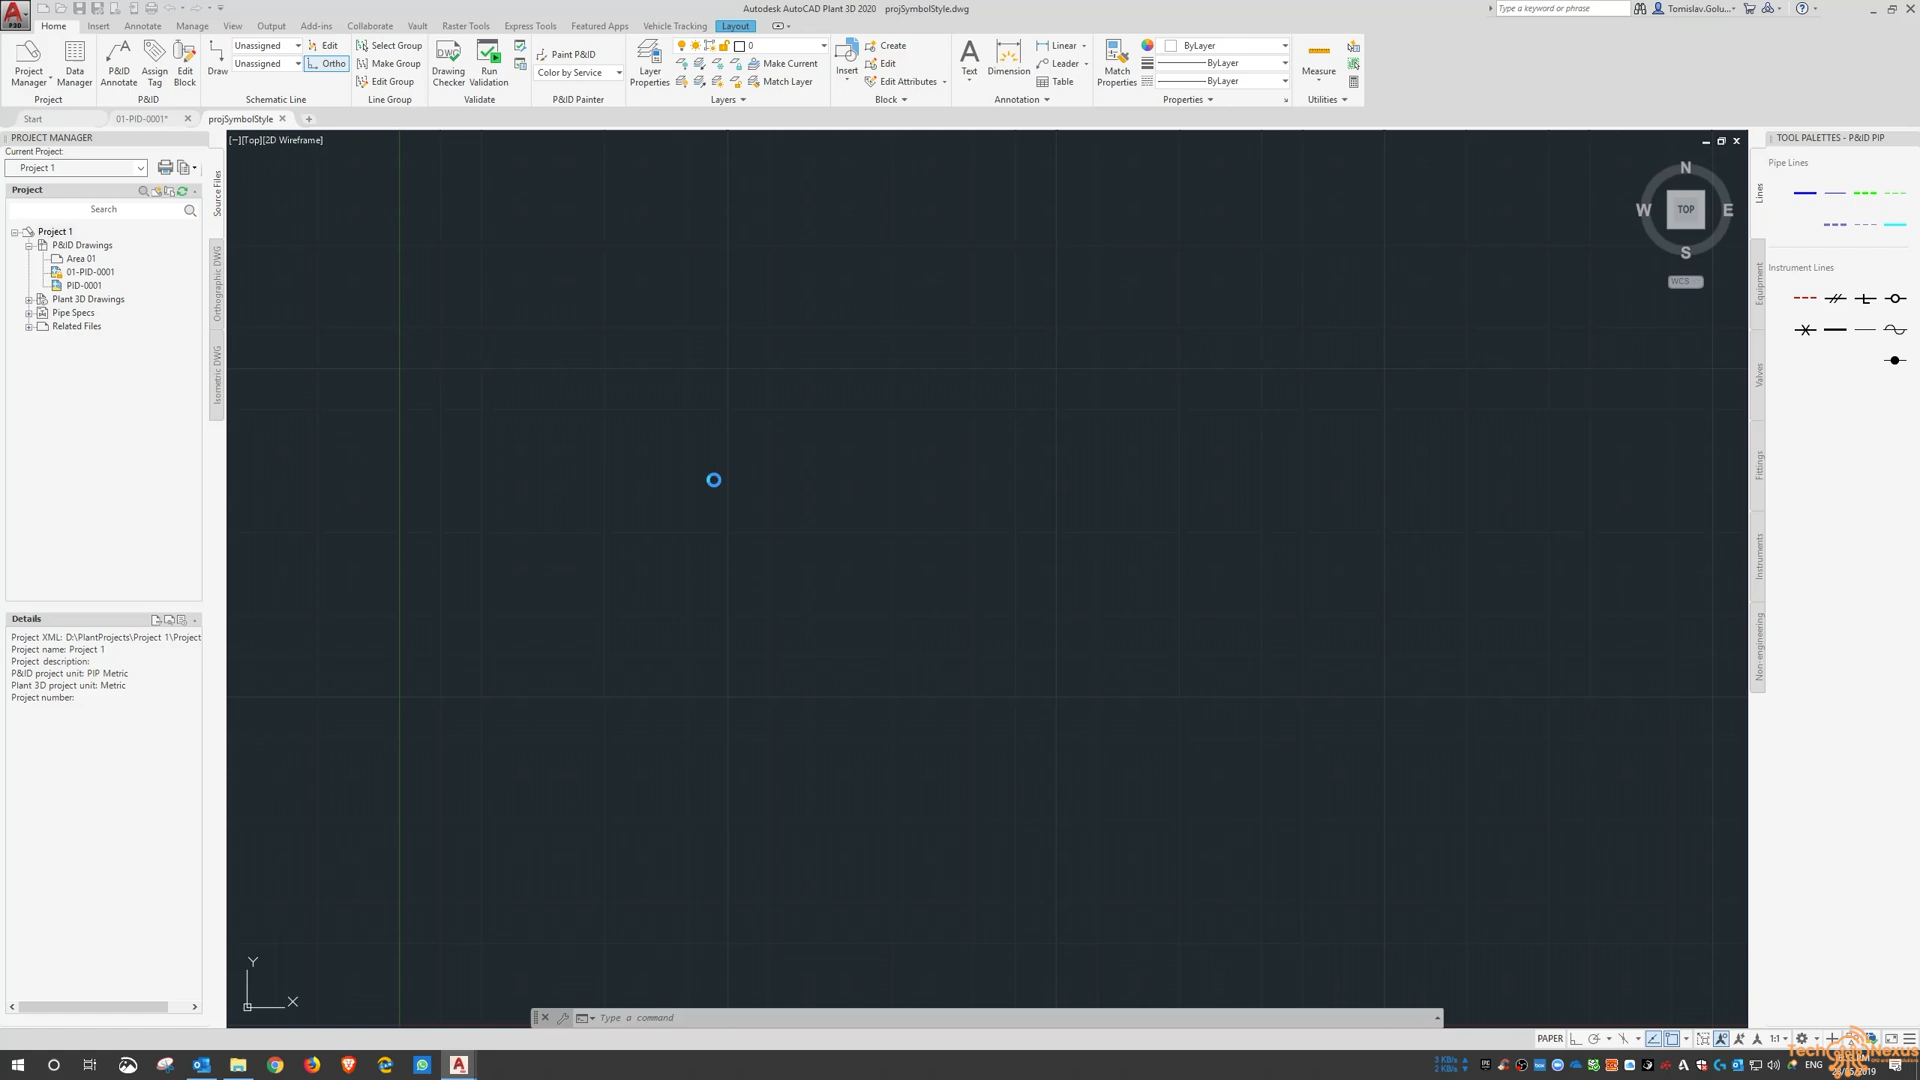 Autodesk AutoCAD Plant 3D 2020 projSymbolStyle.dwg
Type a keyword or phrase
Tomislav.Golu...
Home Insert Annotate Manage View Output Add-ins Collaborate Vault Raster Tools Express Tools Featured Apps Vehicle Tracking Layout
Project Manager
Data Manager
Project
P&ID Annotate
Assign Tag
Edit Block
P&ID
Draw
Unassigned
Unassigned
Edit
Ortho
Schematic Line
Select Group
Make Group
Edit Group
Line Group
Drawing Checker
Run Validation
Validate
Paint P&ID
Color by Service
P&ID Painter
Layer Properties
0
Make Current
Match Layer
Layers
Insert
Create
Edit
Edit Attributes
Block
Text
Dimension
Linear
Leader
Table
Annotation
Match Properties
ByLayer
ByLayer
ByLayer
Properties
Measure
Utilities
Start
01-PID-0001*
projSymbolStyle
PROJECT MANAGER
Current Project:
Project 1
Project
Search
Project 1
P&ID Drawings
Area 01
01-PID-0001
PID-0001
Plant 3D Drawings
Pipe Specs
Related Files
Source Files
Orthographic DWG
Isometric DWG
Details
Project XML: D:\PlantProjects\Project 1\Project
Project name: Project 1
Project description:
P&ID project unit: PIP Metric
Plant 3D project unit: Metric
Project number:
[−][Top][2D Wireframe]
N
W
TOP
E
S
WCS
Y
X
Type a command
TOOL PALETTES - P&ID PIP
Pipe Lines
Instrument Lines
Lines
Equipment
Valves
Fittings
Instruments
Non-engineering
PAPER
1:1
3 KB/s
2 KB/s
ENG